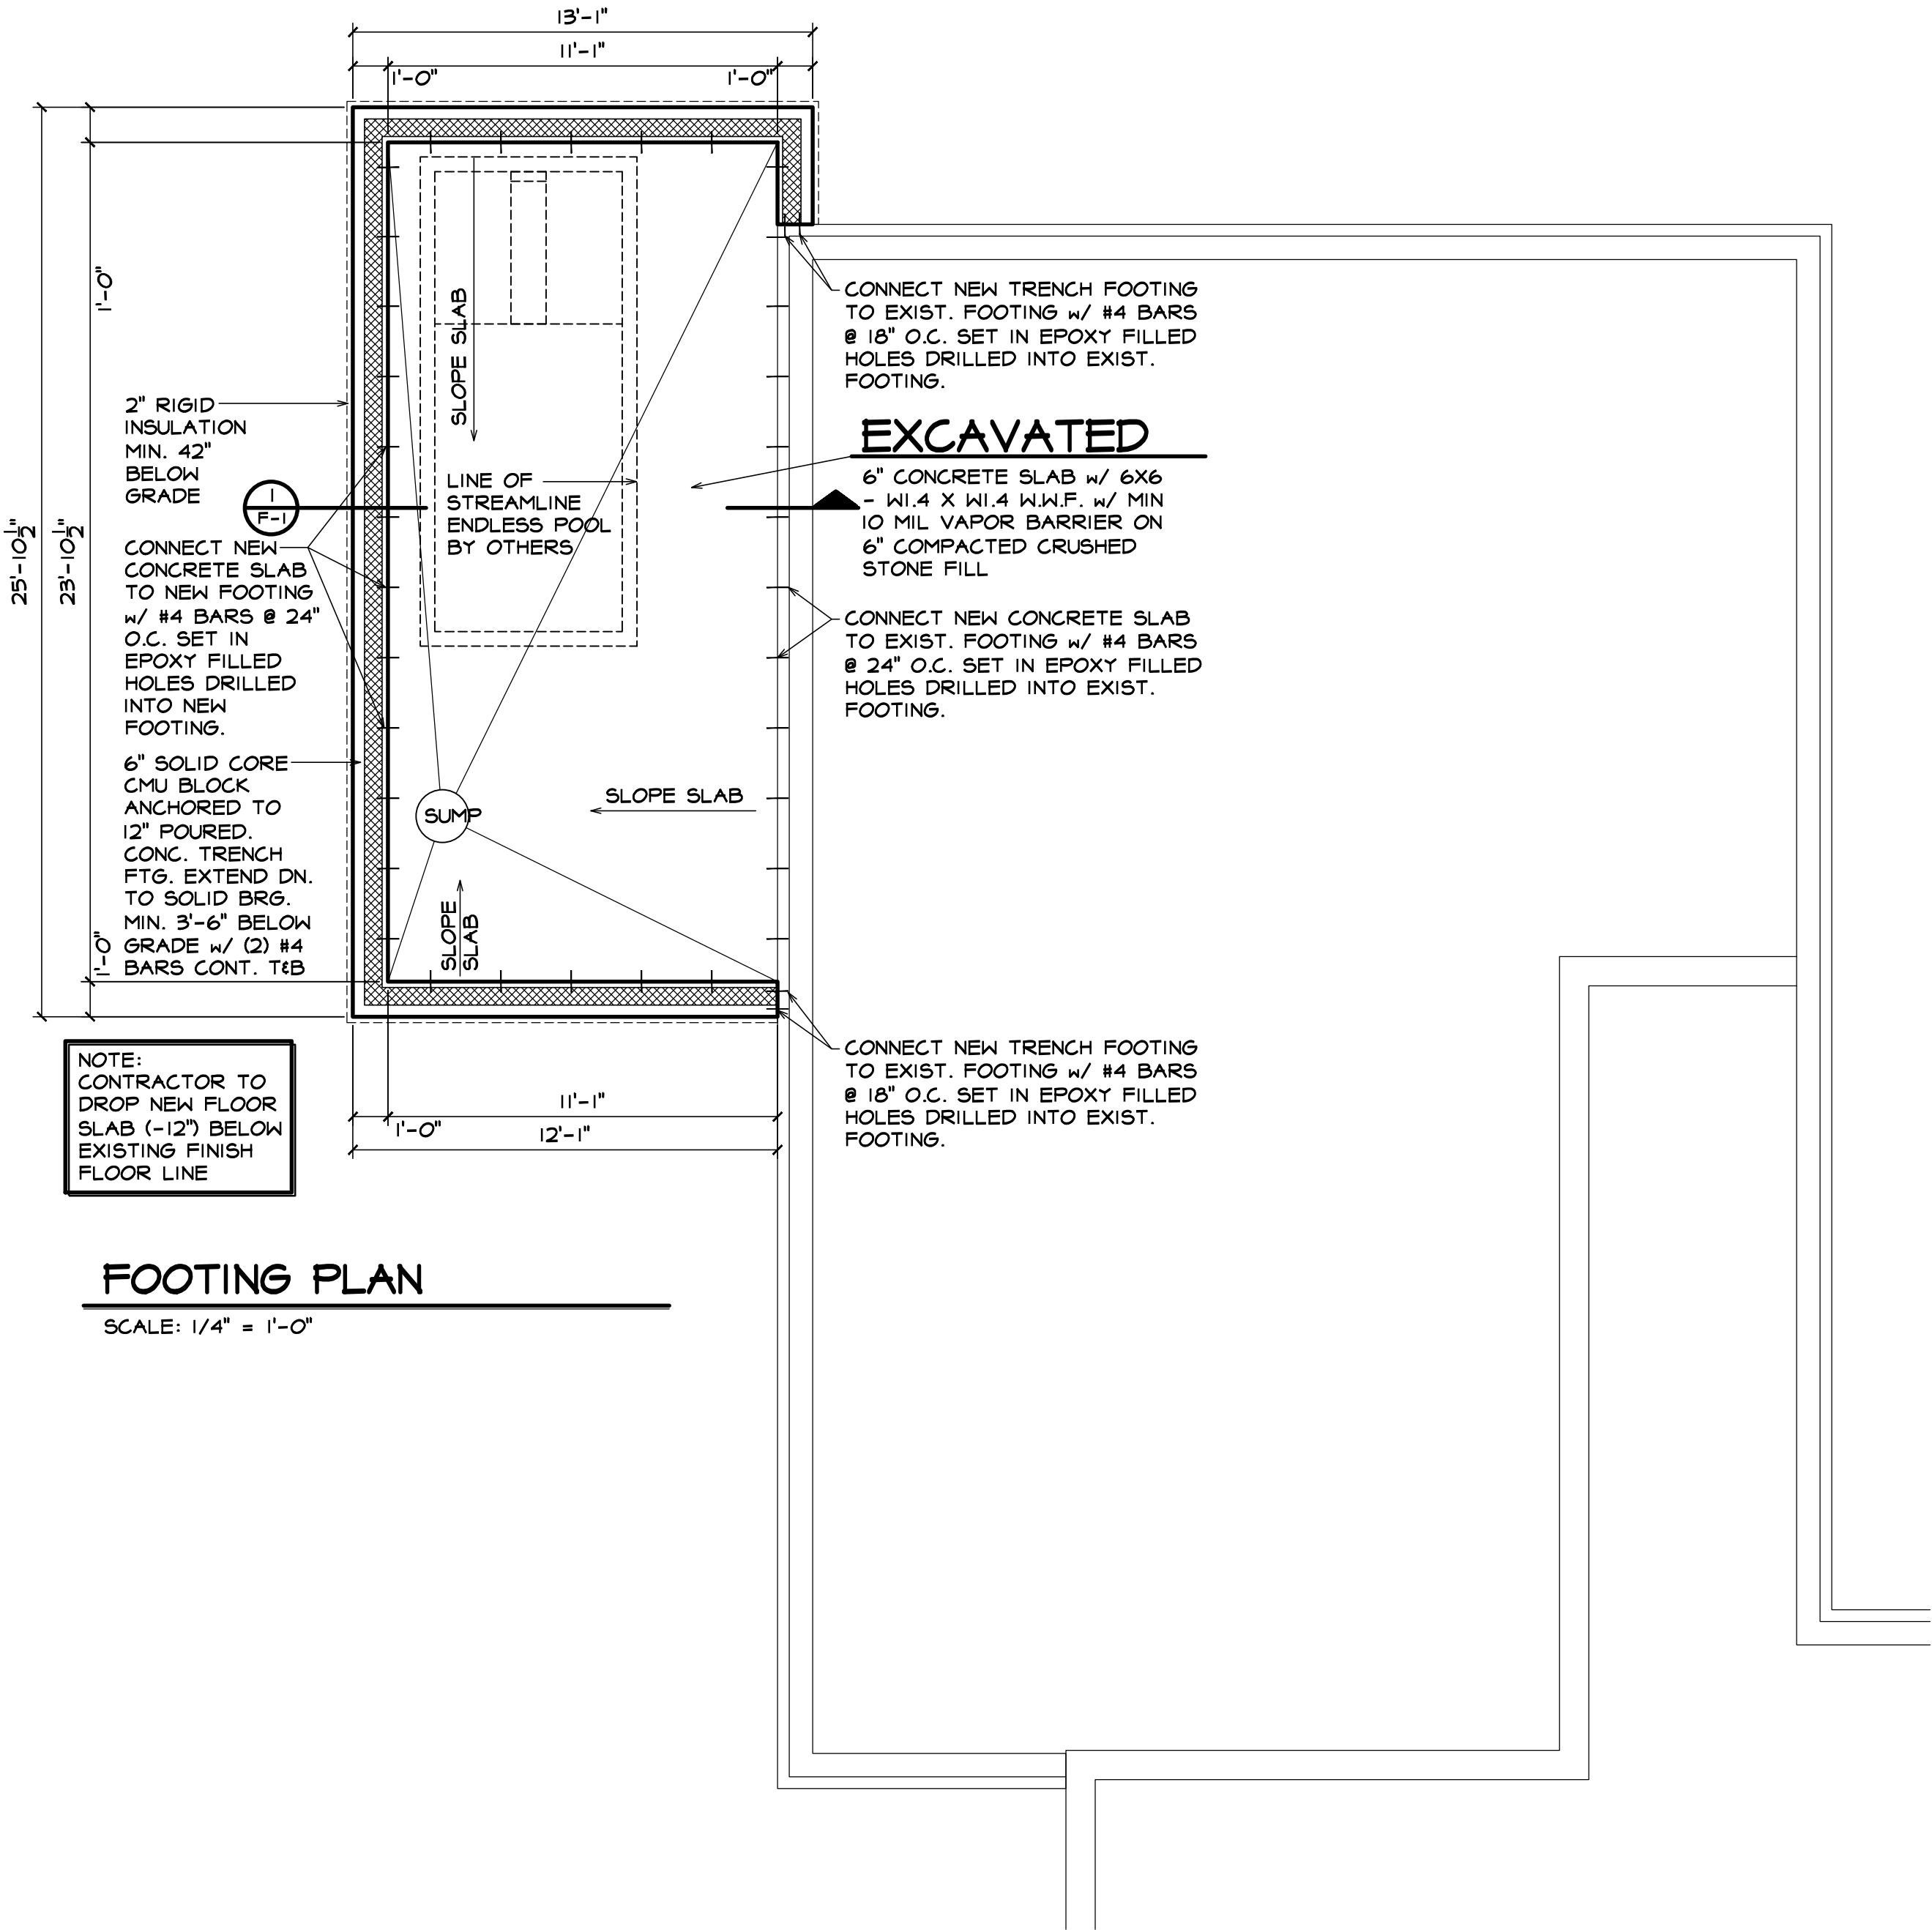 13'-1"
11'-1"
1'-0"
1'-0"
25'-10 1/2"
23'-10 1/2"
1'-0"
1'-0"
2" RIGID
INSULATION
MIN. 42"
BELOW
GRADE
1
F-1
CONNECT NEW
CONCRETE SLAB
TO NEW FOOTING
w/ #4 BARS @ 24"
O.C. SET IN
EPOXY FILLED
HOLES DRILLED
INTO NEW
FOOTING.
6" SOLID CORE
CMU BLOCK
ANCHORED TO
12" POURED.
CONC. TRENCH
FTG. EXTEND DN.
TO SOLID BRG.
MIN. 3'-6" BELOW
GRADE w/ (2) #4
BARS CONT. T&B
SLOPE SLAB
LINE OF
STREAMLINE
ENDLESS POOL
BY OTHERS
SUMP
SLOPE SLAB
SLOPE
SLAB
CONNECT NEW TRENCH FOOTING
TO EXIST. FOOTING w/ #4 BARS
@ 18" O.C. SET IN EPOXY FILLED
HOLES DRILLED INTO EXIST.
FOOTING.
EXCAVATED
6" CONCRETE SLAB w/ 6X6
- W1.4 X W1.4 W.W.F. w/ MIN
10 MIL VAPOR BARRIER ON
6" COMPACTED CRUSHED
STONE FILL
CONNECT NEW CONCRETE SLAB
TO EXIST. FOOTING w/ #4 BARS
@ 24" O.C. SET IN EPOXY FILLED
HOLES DRILLED INTO EXIST.
FOOTING.
CONNECT NEW TRENCH FOOTING
TO EXIST. FOOTING w/ #4 BARS
@ 18" O.C. SET IN EPOXY FILLED
HOLES DRILLED INTO EXIST.
FOOTING.
11'-1"
1'-0"
12'-1"
NOTE:
CONTRACTOR TO
DROP NEW FLOOR
SLAB (-12") BELOW
EXISTING FINISH
FLOOR LINE
FOOTING PLAN
SCALE: 1/4" = 1'-0"